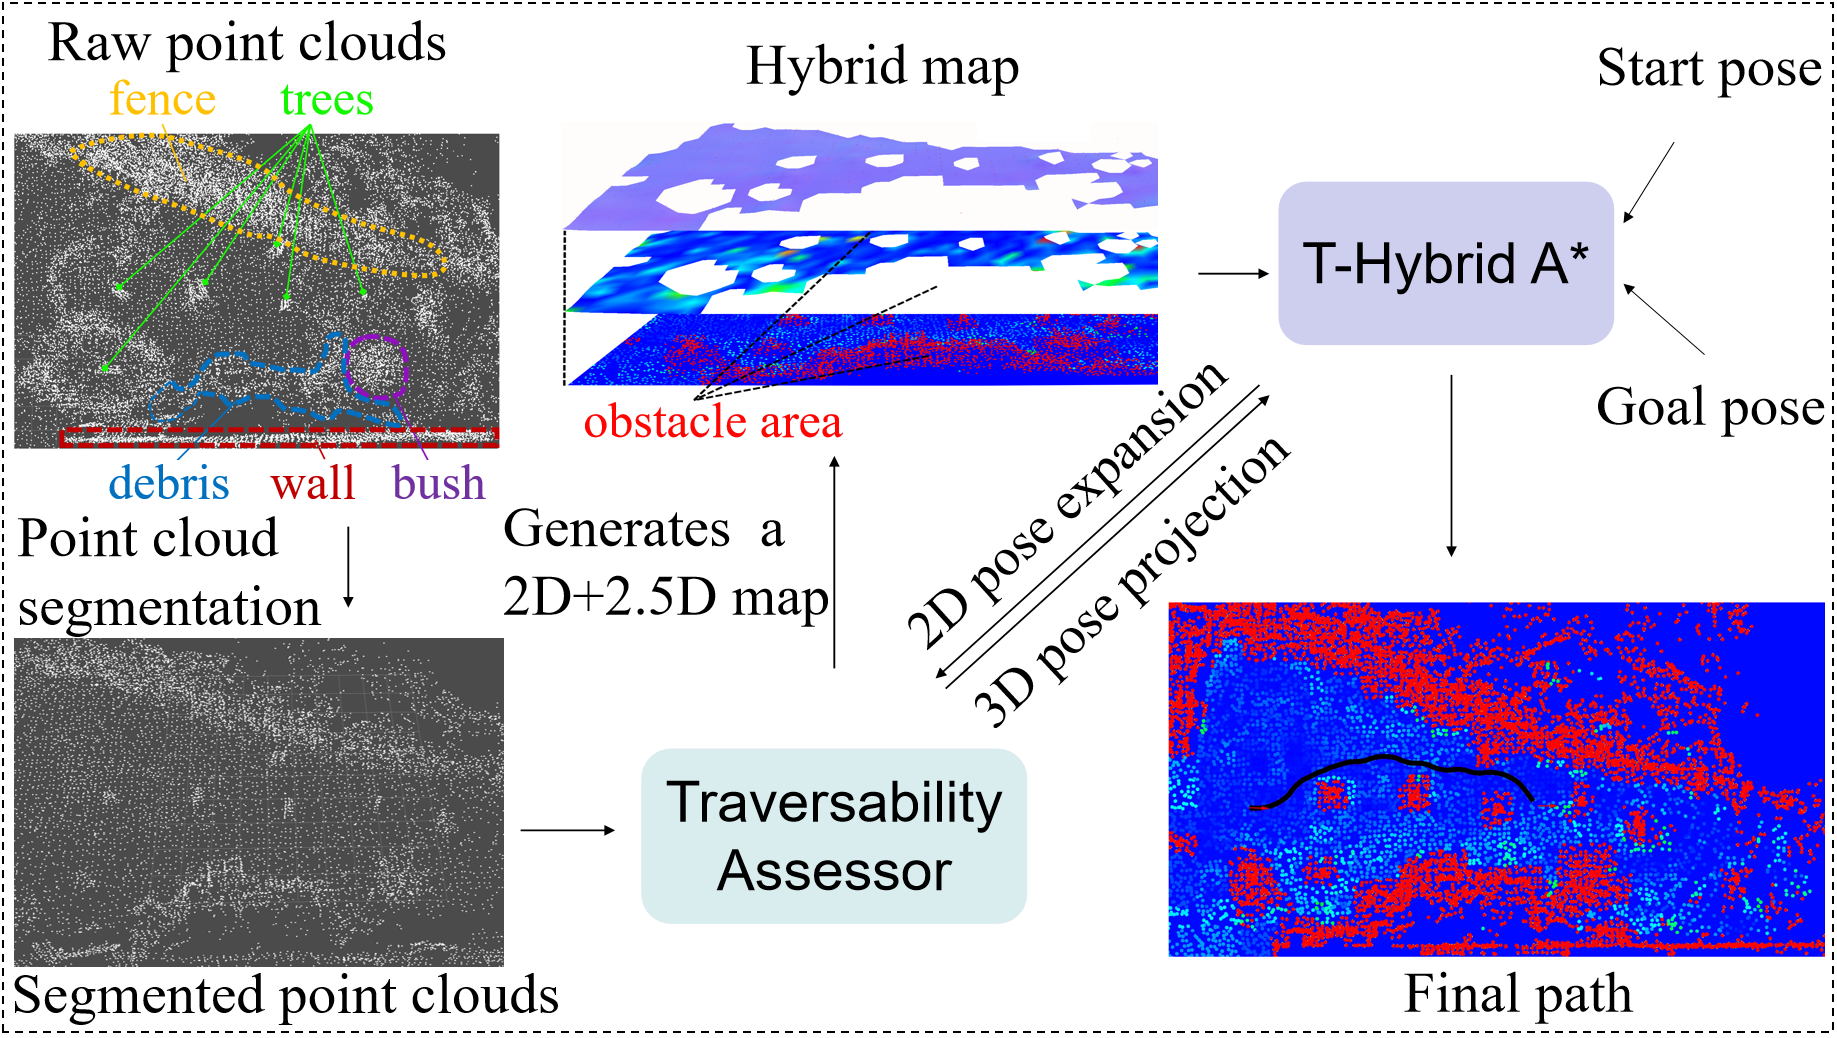 Raw point clouds
fence
trees
debris
wall
bush
Point cloud
segmentation
Segmented point clouds
Hybrid map
obstacle area
Generates a
2D+2.5D map
Traversability
Assessor
2D pose expansion
3D pose projection
T-Hybrid A*
Start pose
Goal pose
Final path